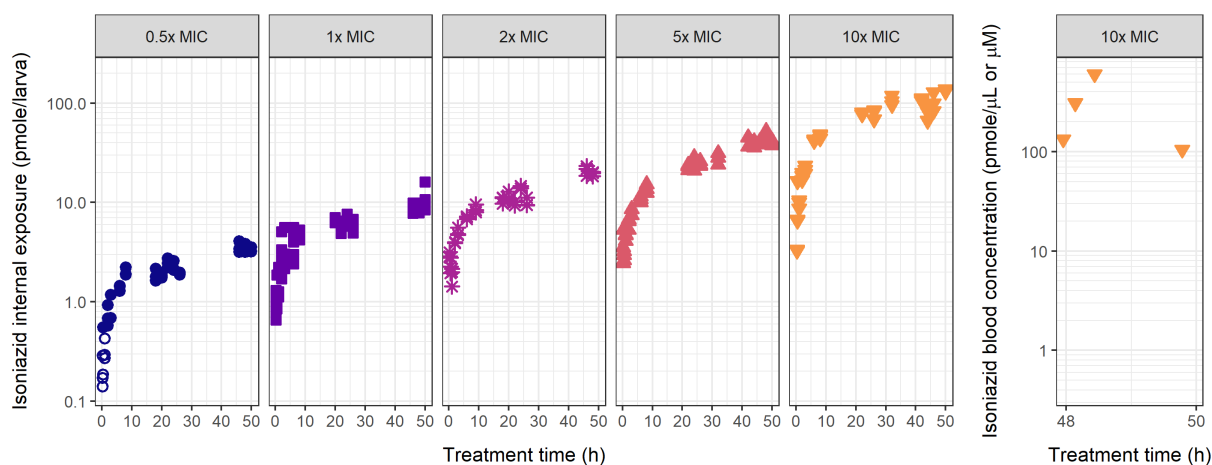 0.5x MIC 1x MIC 2x MIC 5x MIC 10x MIC
Isoniazid internal exposure (pmole/larva)
100.0
10.0
1.0
0.1
0 10 20 30 40 50 0 10 20 30 40 50 0 10 20 30 40 50 0 10 20 30 40 50 0 10 20 30 40 50
Treatment time (h)
10x MIC
Isoniazid blood concentration (pmole/μL or μM)
100
10
1
48 50
Treatment time (h)